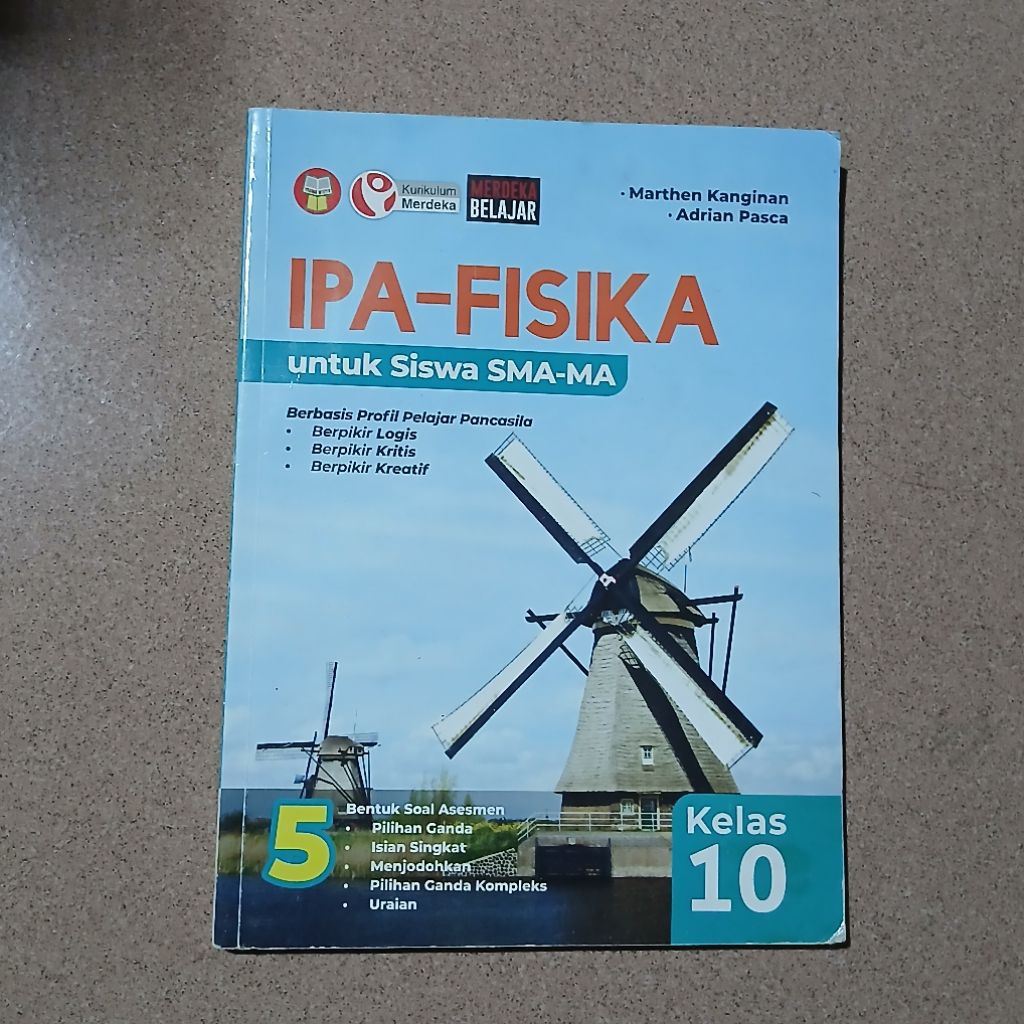 Kurikulum
Merdeka
MERDEKA
BELAJAR
· Marthen Kanginan
· Adrian Pasca
IPA-FISIKA
untuk Siswa SMA-MA
Berbasis Profil Pelajar Pancasila
• Berpikir Logis
• Berpikir Kritis
• Berpikir Kreatif
5
Bentuk Soal Asesmen
• Pilihan Ganda
• Isian Singkat
• Menjodohkan
• Pilihan Ganda Kompleks
• Uraian
Kelas
10